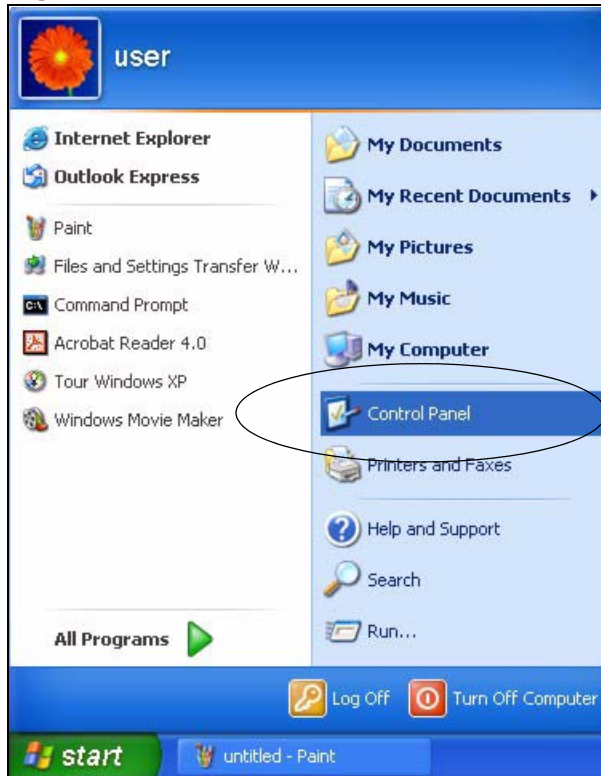 user
Internet Explorer
Outlook Express
Paint
Files and Settings Transfer W...
C:\
Command Prompt
Acrobat Reader 4.0
Tour Windows XP
Windows Movie Maker
All Programs
My Documents
My Recent Documents
My Pictures
My Music
My Computer
Control Panel
Printers and Faxes
Help and Support
Search
Run...
Log Off
Turn Off Computer
start
untitled - Paint